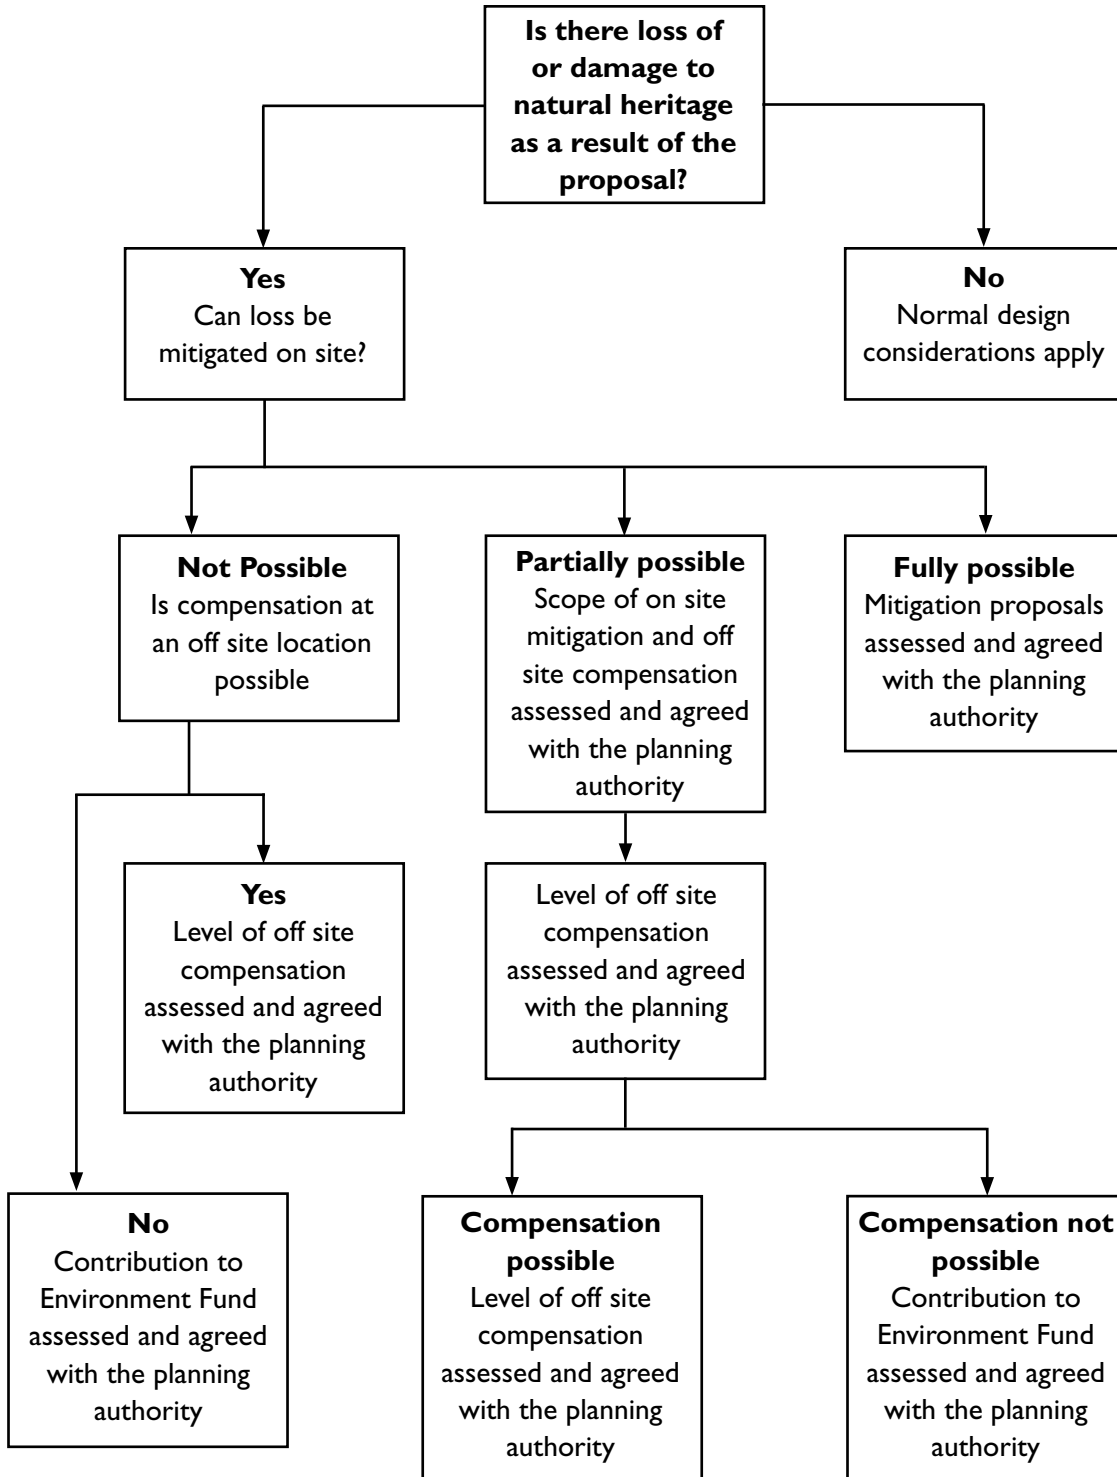 Is there loss of
or damage to
natural heritage
as a result of the
proposal?
Yes
Can loss be
mitigated on site?
No
Normal design
considerations apply
Not Possible
Is compensation at
an off site location
possible
Partially possible
Scope of on site
mitigation and off
site compensation
assessed and agreed
with the planning
authority
Fully possible
Mitigation proposals
assessed and agreed
with the planning
authority
Yes
Level of off site
compensation
assessed and agreed
with the planning
authority
Level of off site
compensation
assessed and agreed
with the planning
authority
No
Contribution to
Environment Fund
assessed and agreed
with the planning
authority
Compensation
possible
Level of off site
compensation
assessed and agreed
with the planning
authority
Compensation not
possible
Contribution to
Environment Fund
assessed and agreed
with the planning
authority